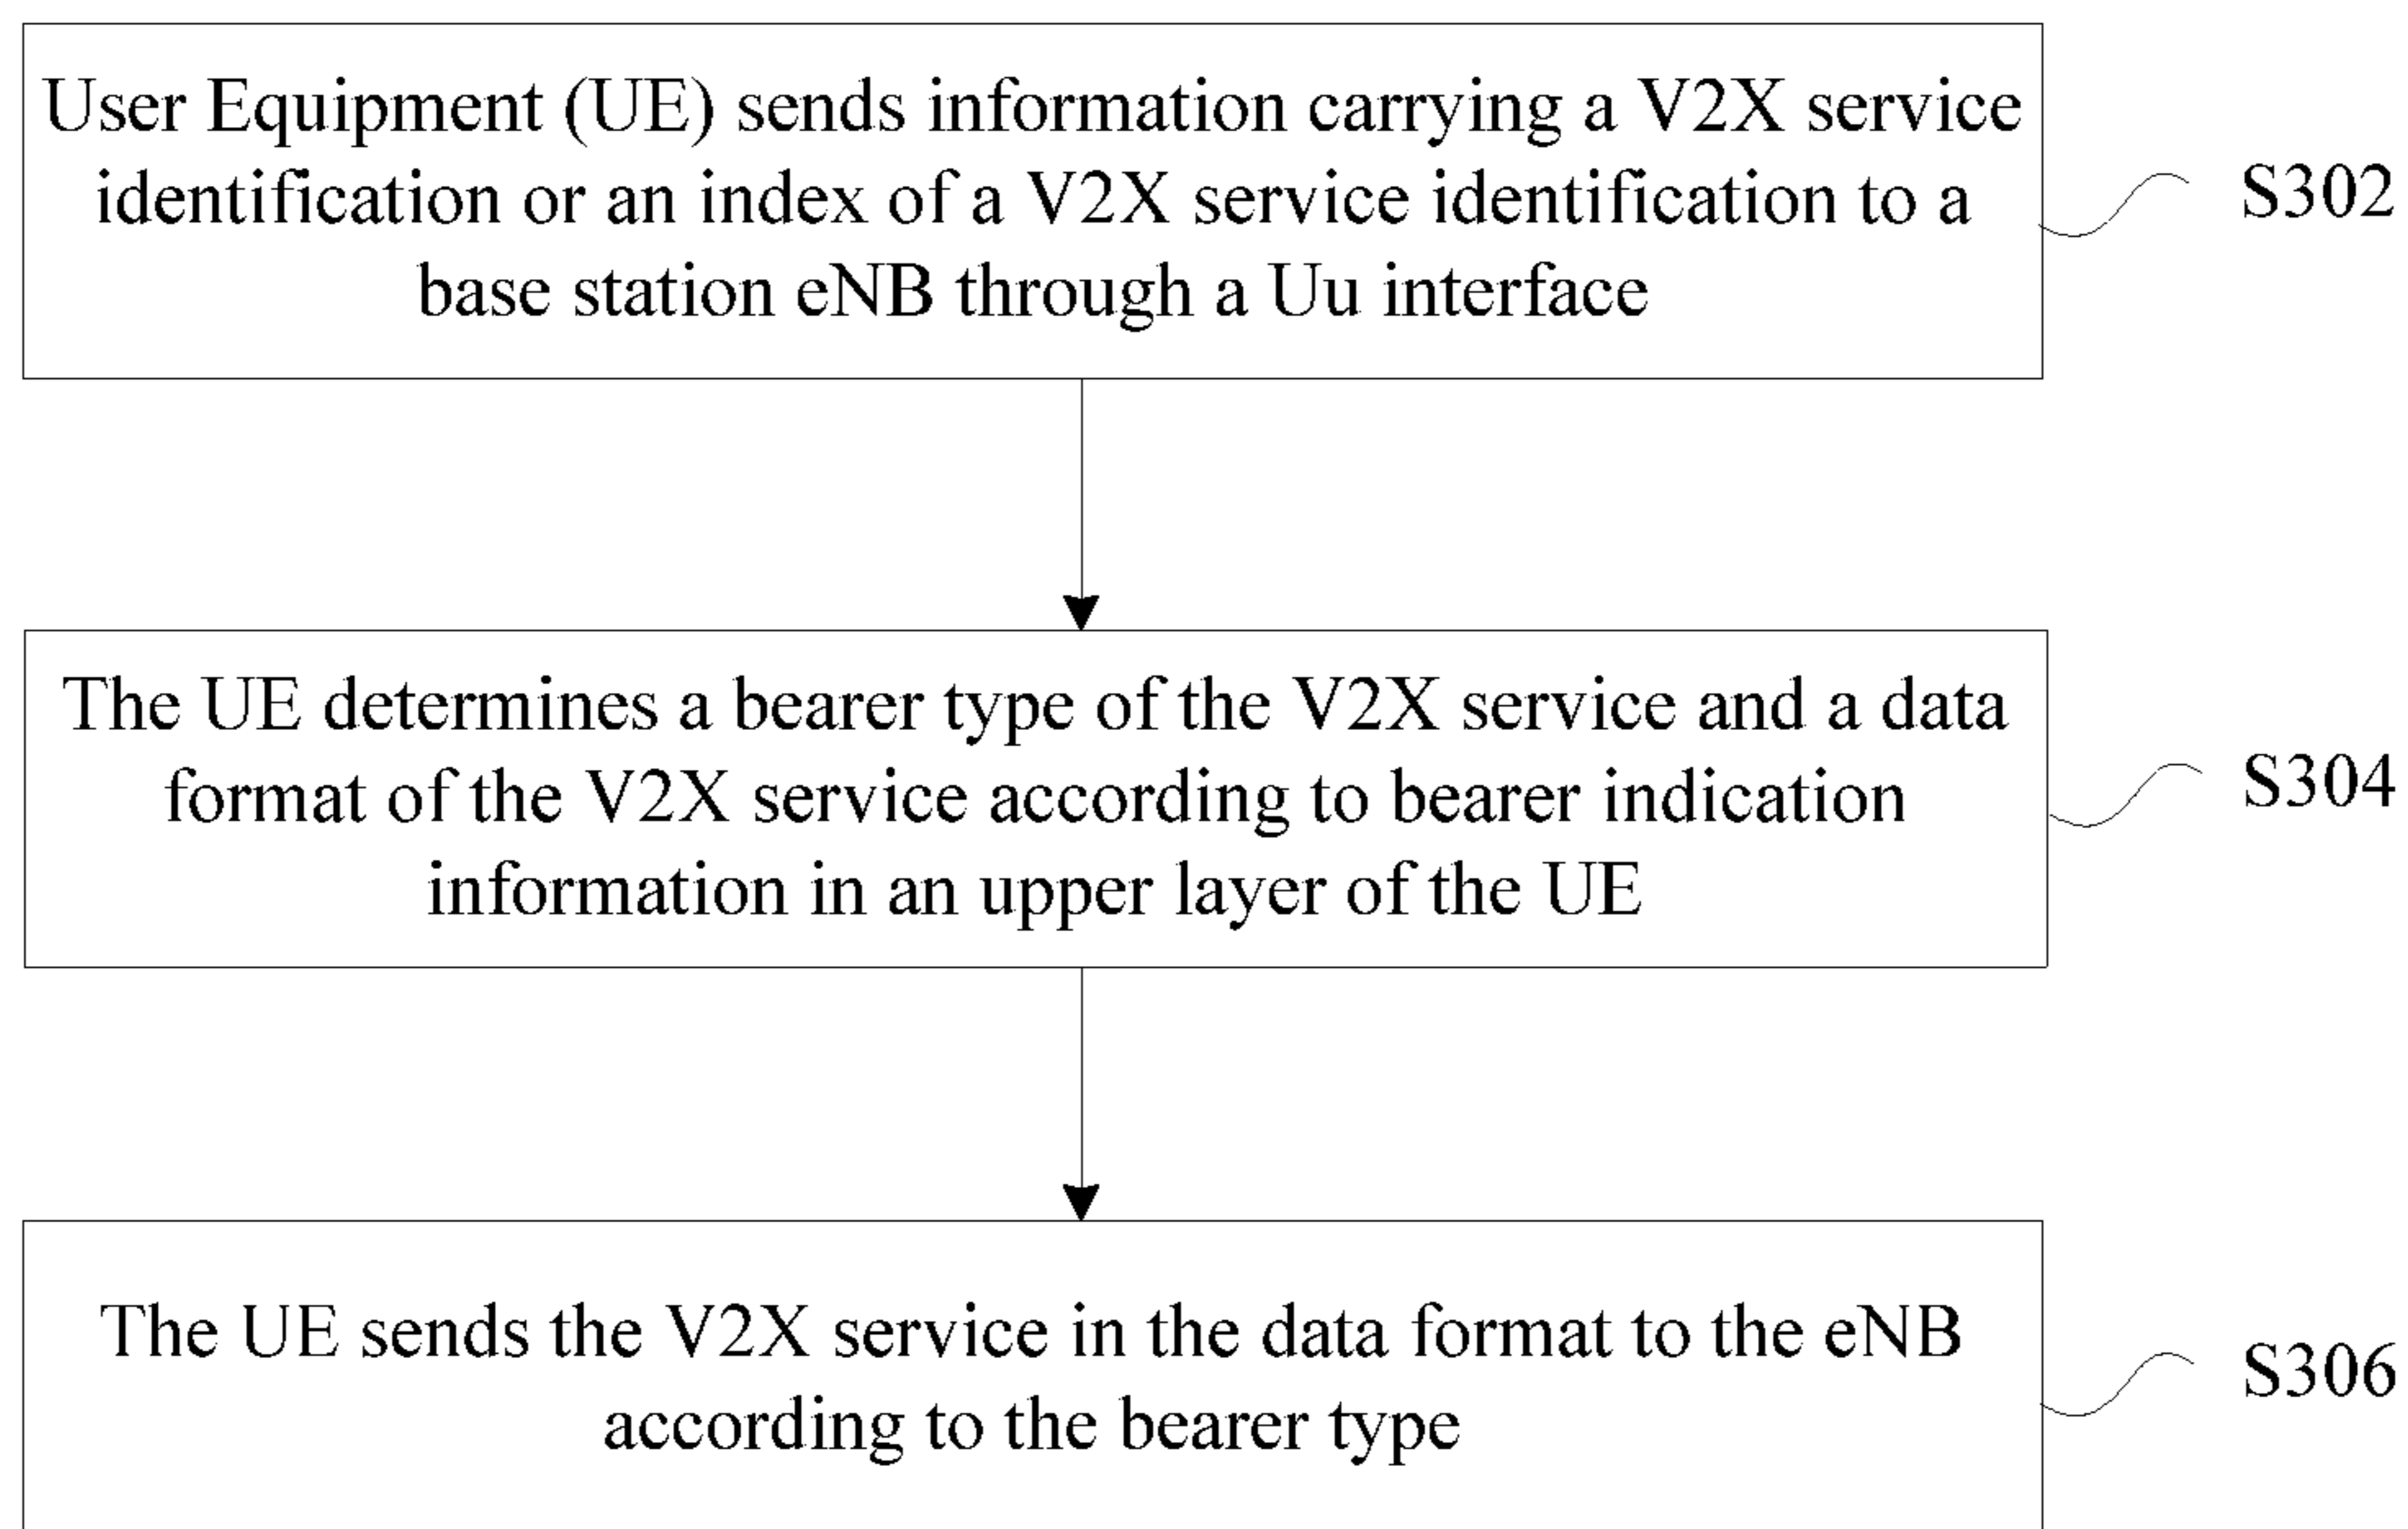 User Equipment (UE) sends information carrying a V2X service
identification or an index of a V2X service identification to a
base station eNB through a Uu interface
S302
The UE determines a bearer type of the V2X service and a data
format of the V2X service according to bearer indication
information in an upper layer of the UE
S304
The UE sends the V2X service in the data format to the eNB
according to the bearer type
S306